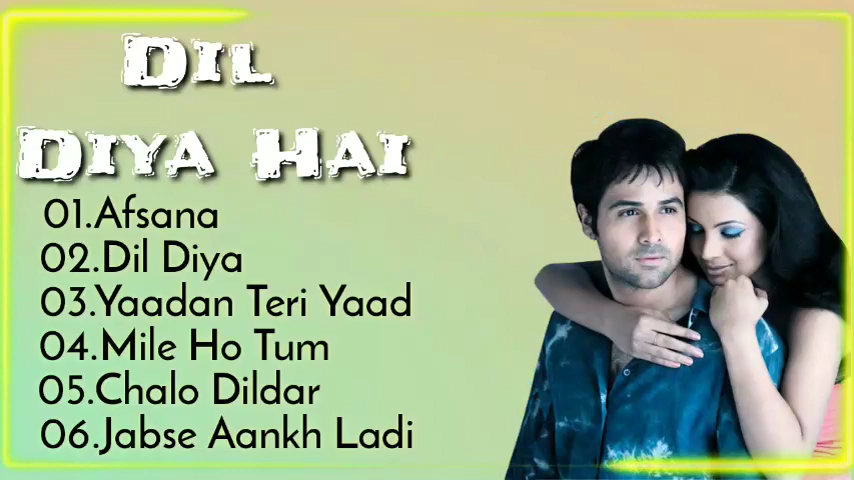 Dil
Diya Hai
01.Afsana
02.Dil Diya
03.Yaadan Teri Yaad
04.Mile Ho Tum
05.Chalo Dildar
06.Jabse Aankh Ladi